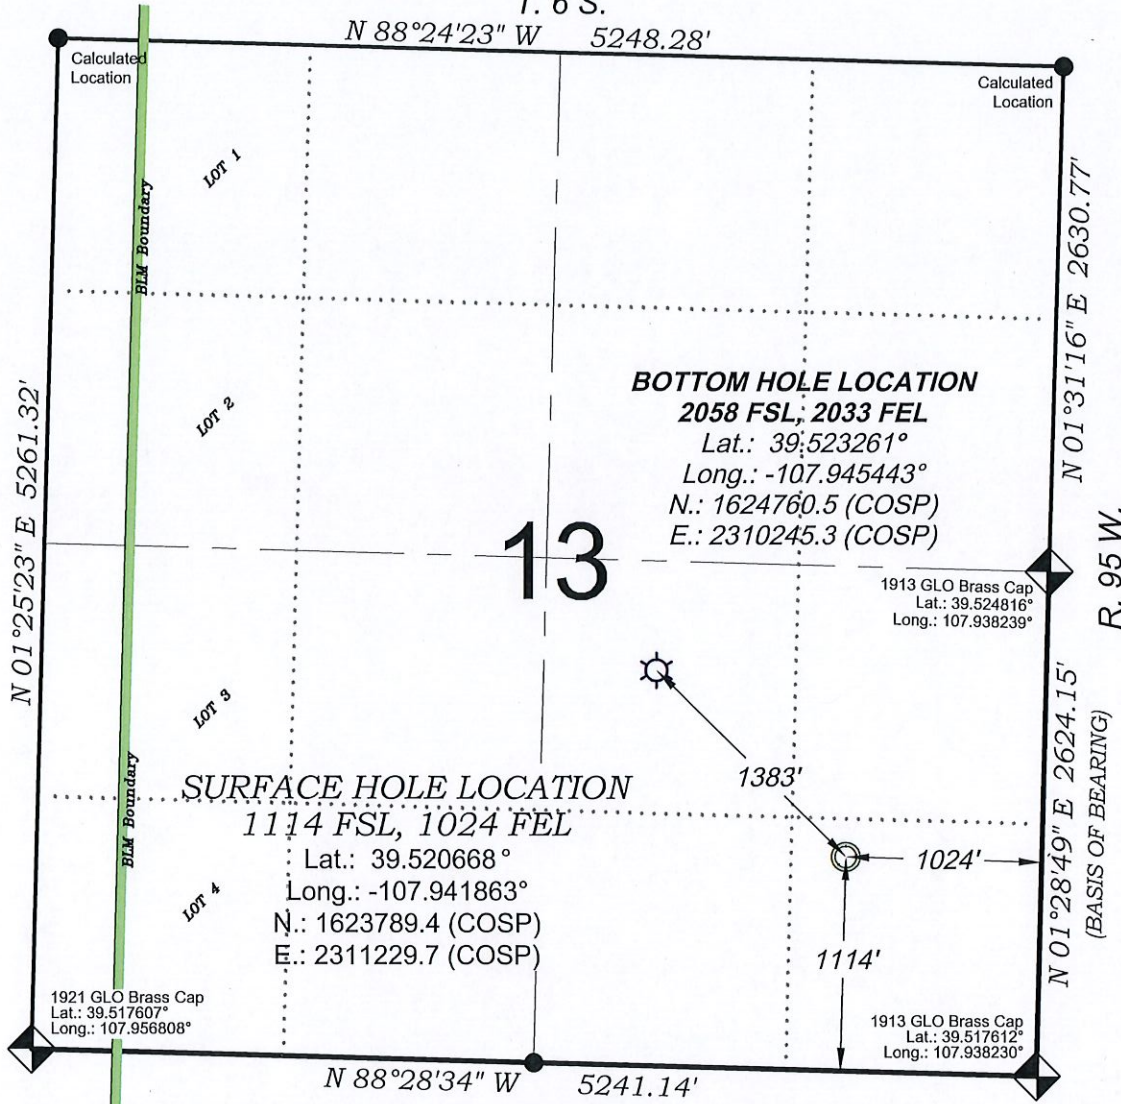 T. 6 S.
N 88°24'23" W 5248.28'
Calculated
Location
Calculated
Location
LOT 1
BLM Boundary
N 01°31'16" E 2630.77'
LOT 2
BOTTOM HOLE LOCATION
2058 FSL, 2033 FEL
Lat.: 39.523261°
Long.: -107.945443°
N.: 1624760.5 (COSP)
E.: 2310245.3 (COSP)
N 01°25'23" E 5261.32'
13
R. 95 W.
1913 GLO Brass Cap
Lat.: 39.524816°
Long.: 107.938239°
LOT 3
1383'
SURFACE HOLE LOCATION
1114 FSL, 1024 FEL
Lat.: 39.520668°
Long.: -107.941863°
N.: 1623789.4 (COSP)
E.: 2311229.7 (COSP)
BLM Boundary
LOT 4
1024'
1114'
N 01°28'49" E 2624.15'
(BASIS OF BEARING)
1921 GLO Brass Cap
Lat.: 39.517607°
Long.: 107.956808°
1913 GLO Brass Cap
Lat.: 39.517612°
Long.: 107.938230°
N 88°28'34" W 5241.14'